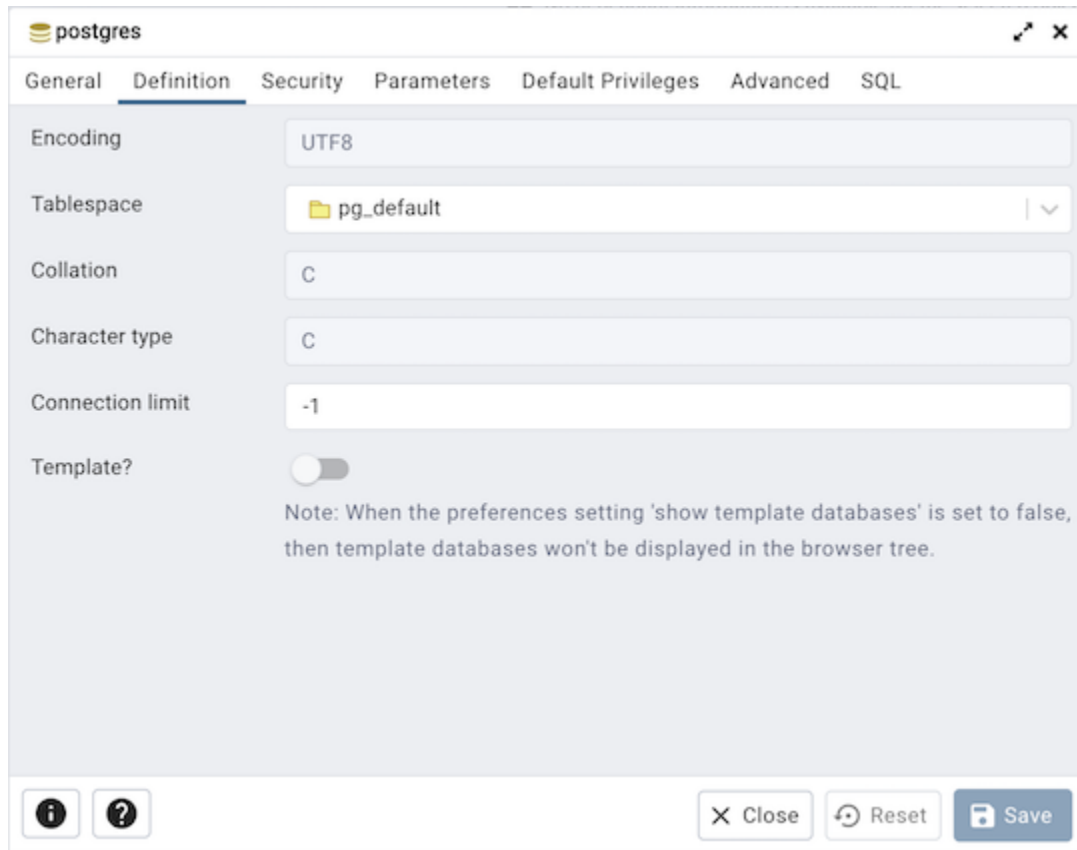 postgres
General Definition Security Parameters Default Privileges Advanced SQL
Encoding UTF8
Tablespace pg_default
Collation C
Character type C
Connection limit -1
Template?
Note: When the preferences setting 'show template databases' is set to false,
then template databases won't be displayed in the browser tree.
Close Reset Save